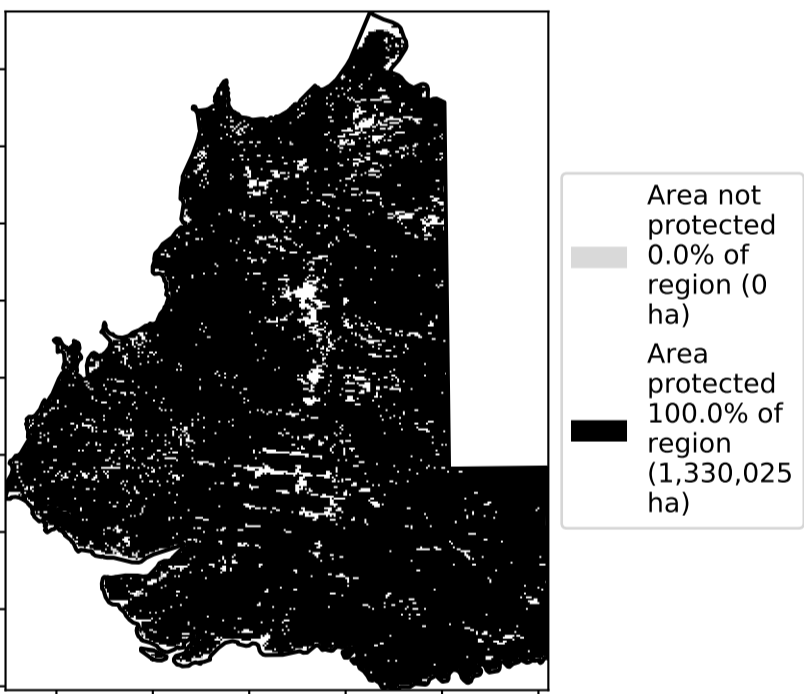 Area not
protected
0.0% of
region (0
ha)
Area
protected
100.0% of
region
(1,330,025
ha)